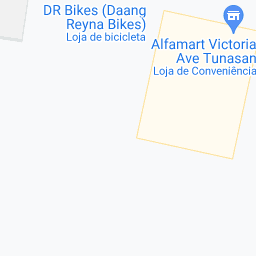 DR Bikes (Daang
Reyna Bikes)
Loja de bicicleta
Alfamart Victoria
Ave Tunasan
Loja de Conveniência